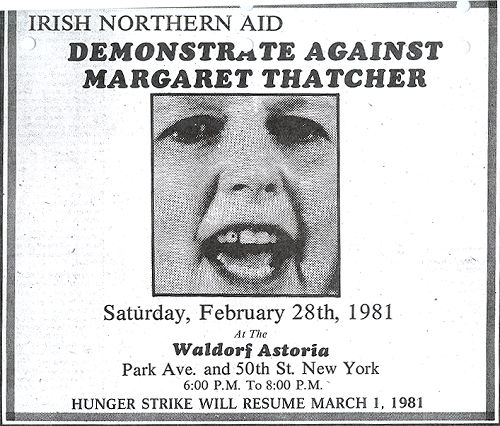 IRISH NORTHERN AID
DEMONSTRATE AGAINST
MARGARET THATCHER
Saturday, February 28th, 1981
At The
Waldorf Astoria
Park Ave. and 50th St. New York
6:00 P.M. To 8:00 P.M.
HUNGER STRIKE WILL RESUME MARCH 1, 1981